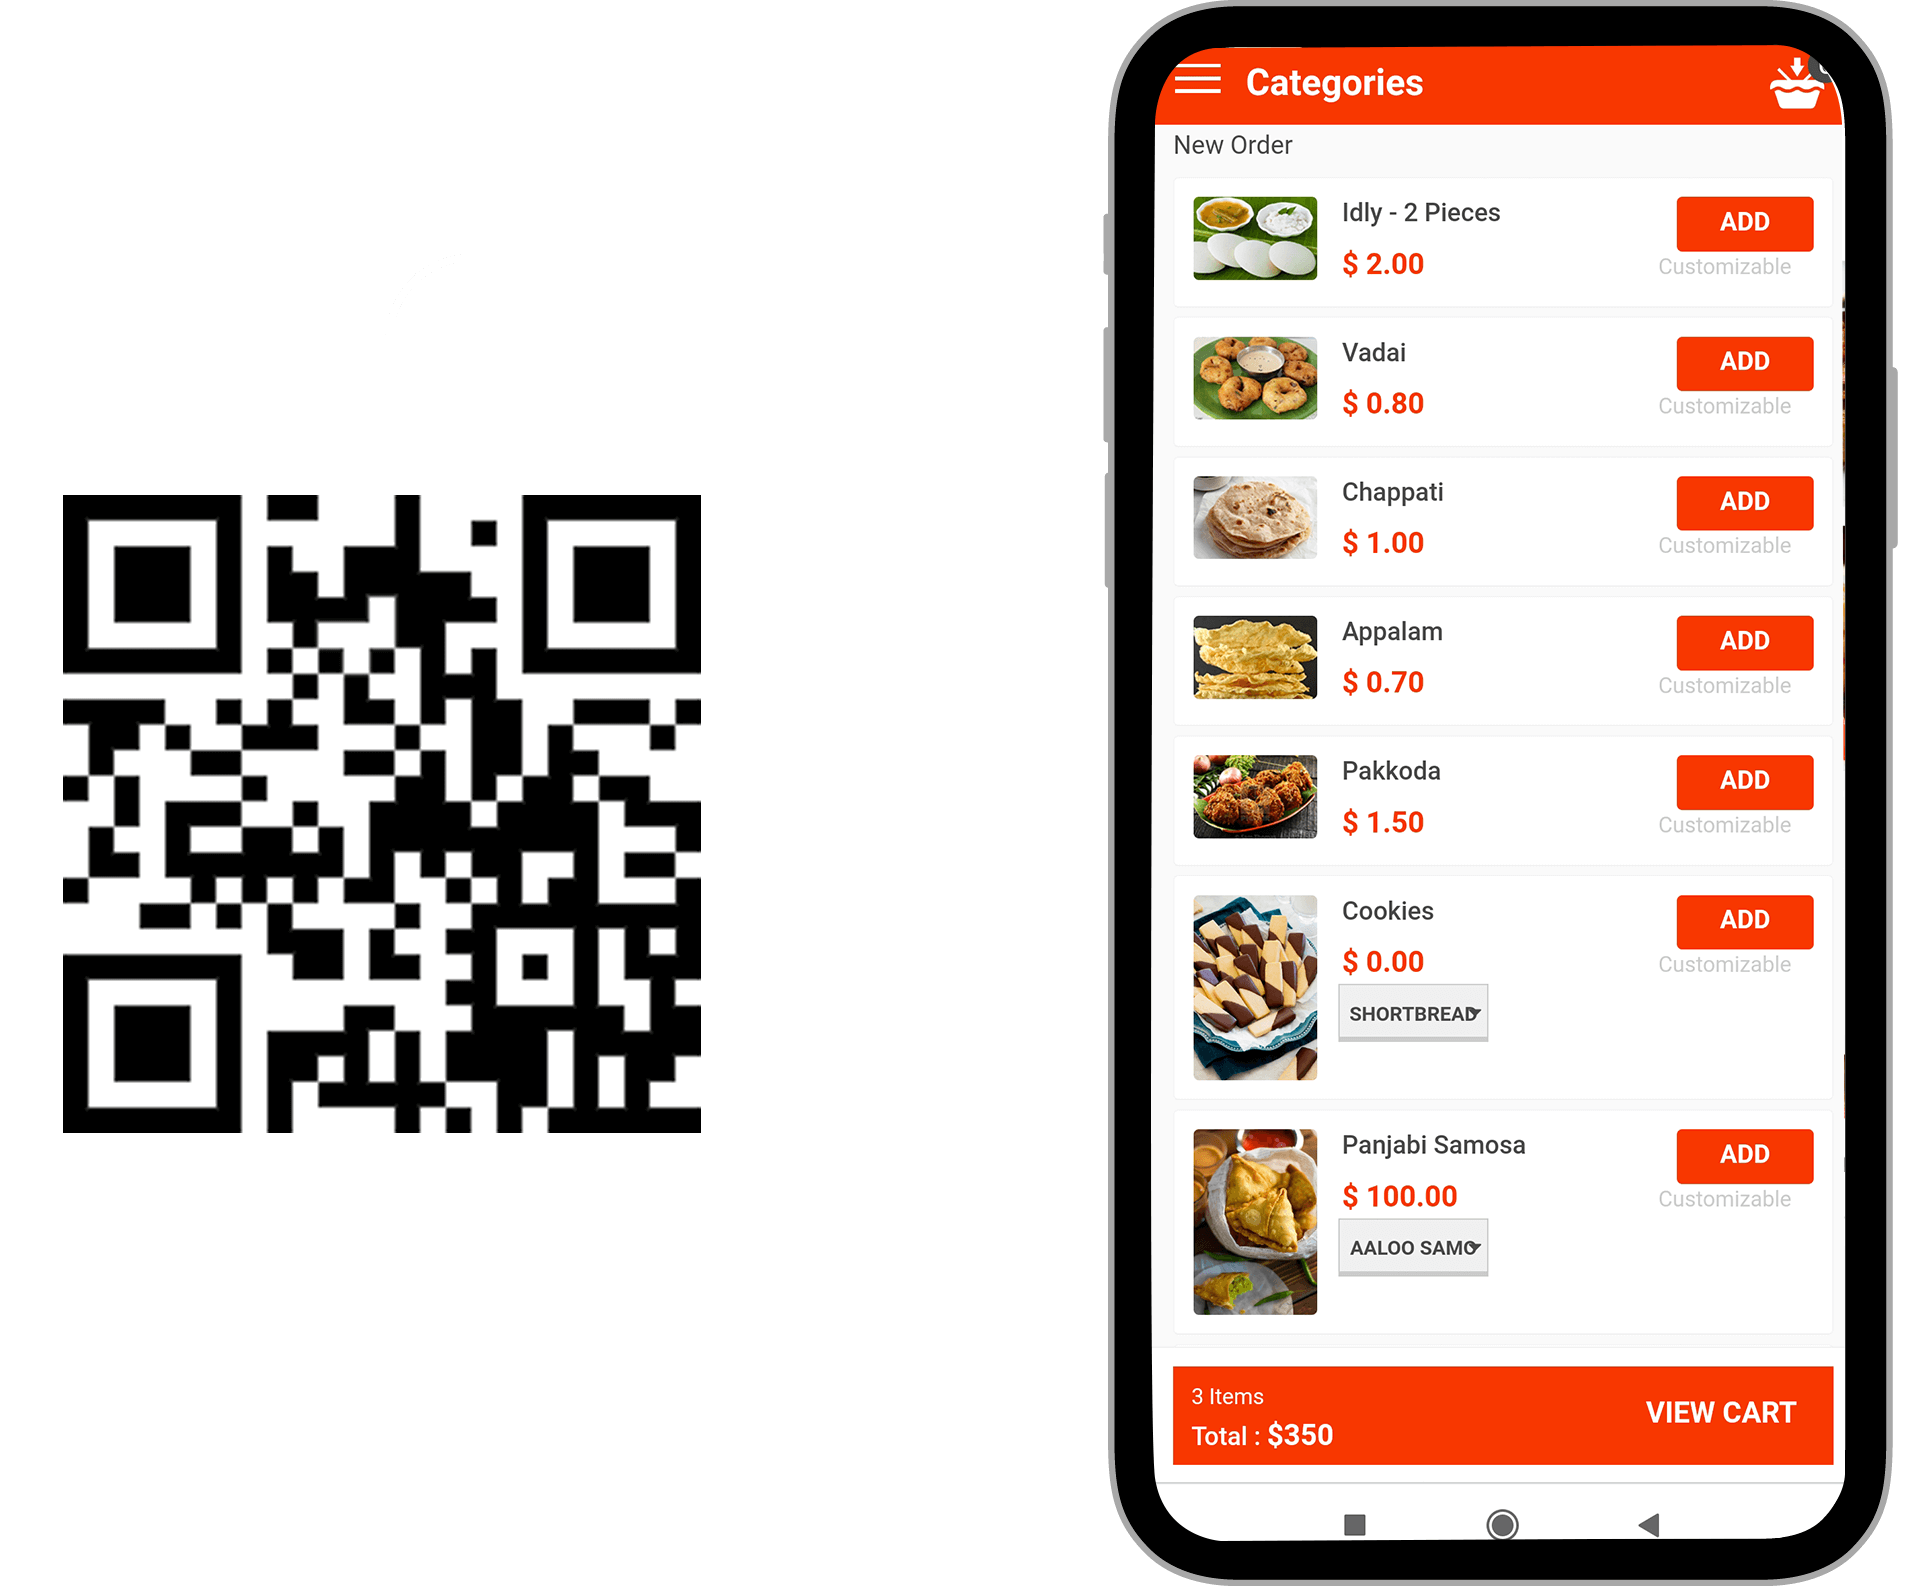 Categories
New Order
Idly - 2 Pieces
ADD
$ 2.00
Customizable
Vadai
ADD
$ 0.80
Customizable
Chappati
ADD
$ 1.00
Customizable
Appalam
ADD
$ 0.70
Customizable
Pakkoda
ADD
$ 1.50
Customizable
Cookies
ADD
$ 0.00
Customizable
SHORTBREAD
Panjabi Samosa
ADD
$ 100.00
Customizable
AALOO SAMO
3 Items
VIEW CART
Total : $350